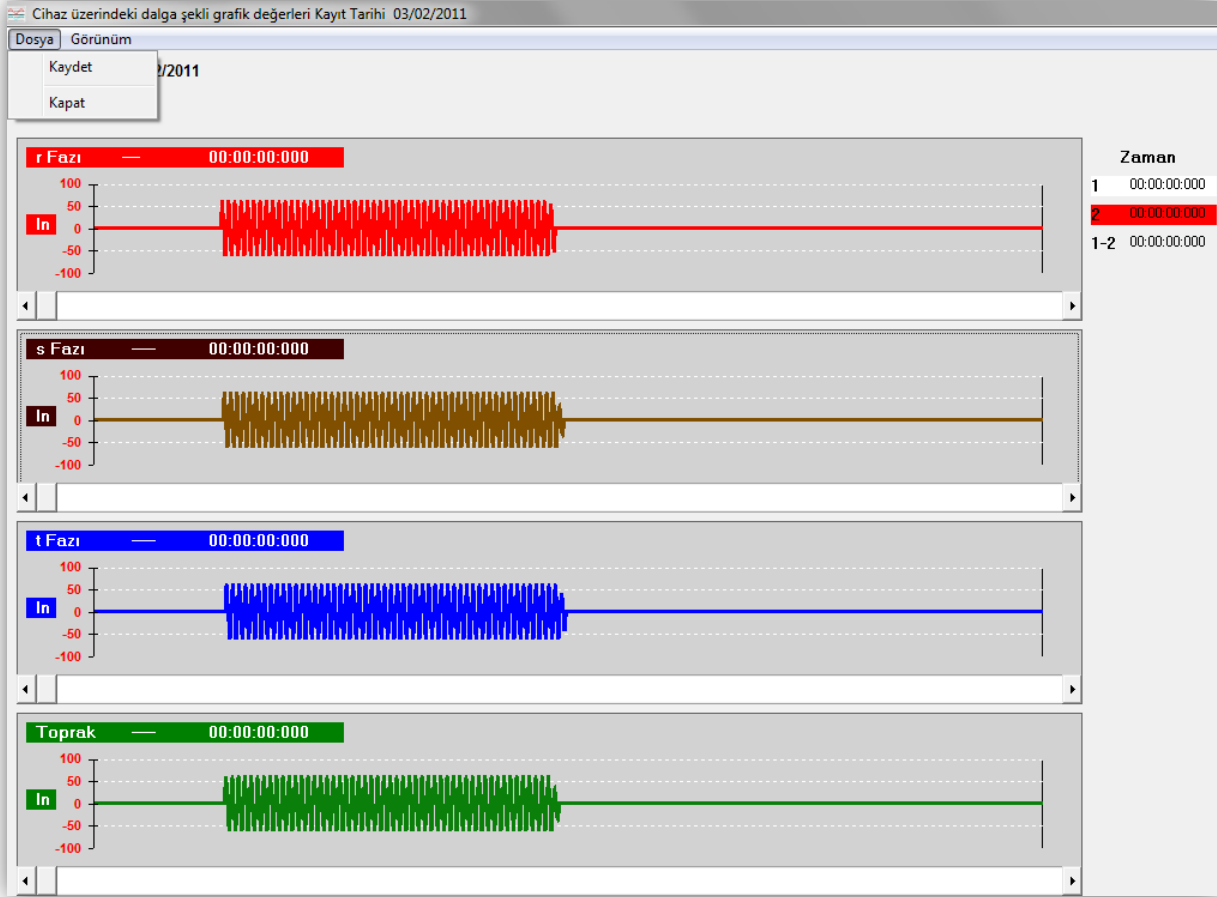 Cihaz üzerindeki dalga şekli grafik değerleri Kayıt Tarihi 03/02/2011
Dosya Görünüm
Kaydet
2/2011
Kapat
r Fazı — 00:00:00:000
100
50
In
0
-50
-100
s Fazı — 00:00:00:000
100
50
In
0
-50
-100
t Fazı — 00:00:00:000
100
50
In
0
-50
-100
Toprak — 00:00:00:000
100
50
In
0
-50
-100
Zaman
1 00:00:00:000
2 00:00:00:000
1-2 00:00:00:000